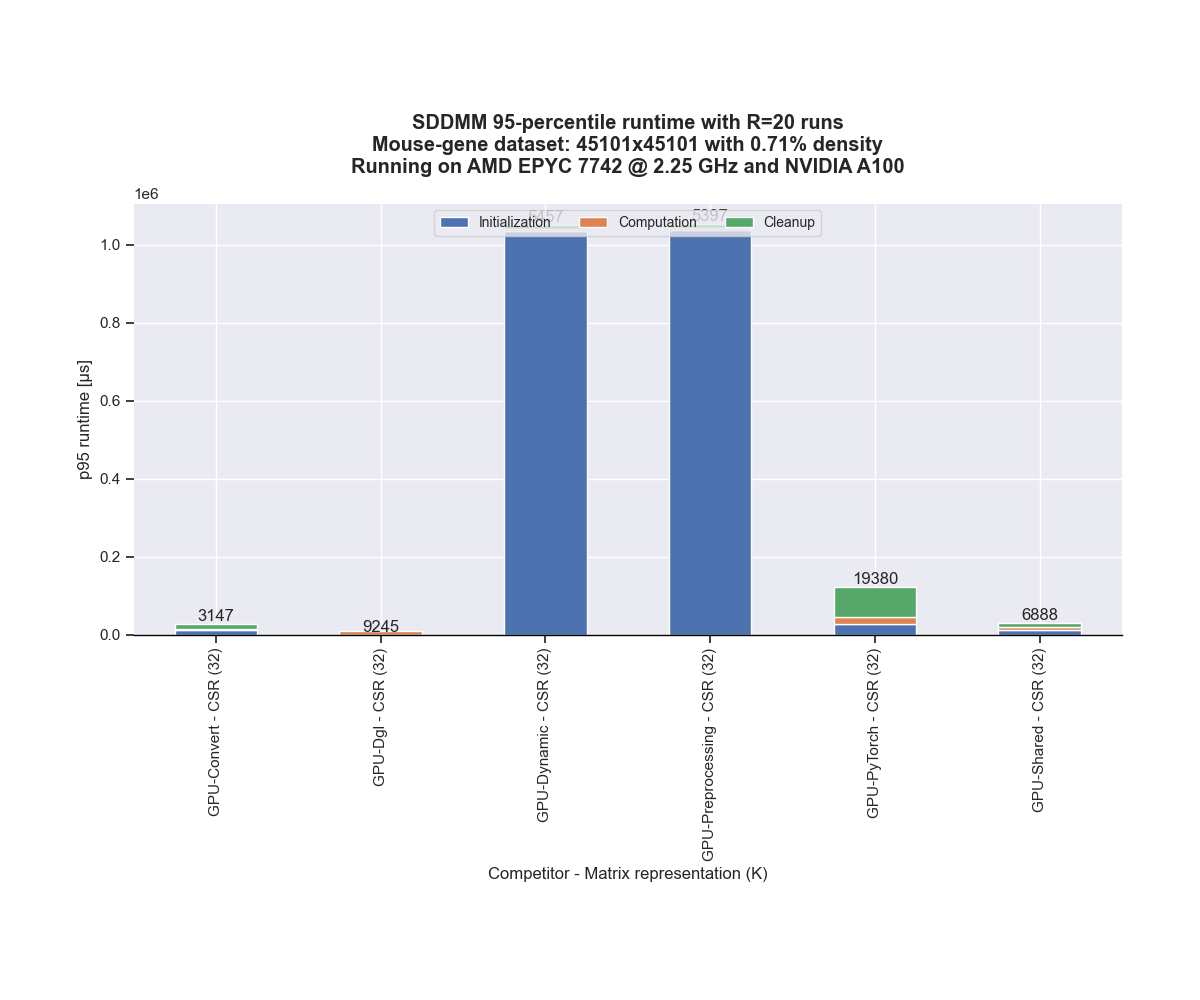 SDDMM 95-percentile runtime with R=20 runs
Mouse-gene dataset: 45101x45101 with 0.71% density
Running on AMD EPYC 7742 @ 2.25 GHz and NVIDIA A100
1e6
5457
5397
Initialization Computation Cleanup
1.0
0.8
0.6
0.4
0.2
0.0
p95 runtime [µs]
3147
9245
19380
6888
GPU-Convert - CSR (32)
GPU-Dgl - CSR (32)
GPU-Dynamic - CSR (32)
GPU-Preprocessing - CSR (32)
GPU-PyTorch - CSR (32)
GPU-Shared - CSR (32)
Competitor - Matrix representation (K)